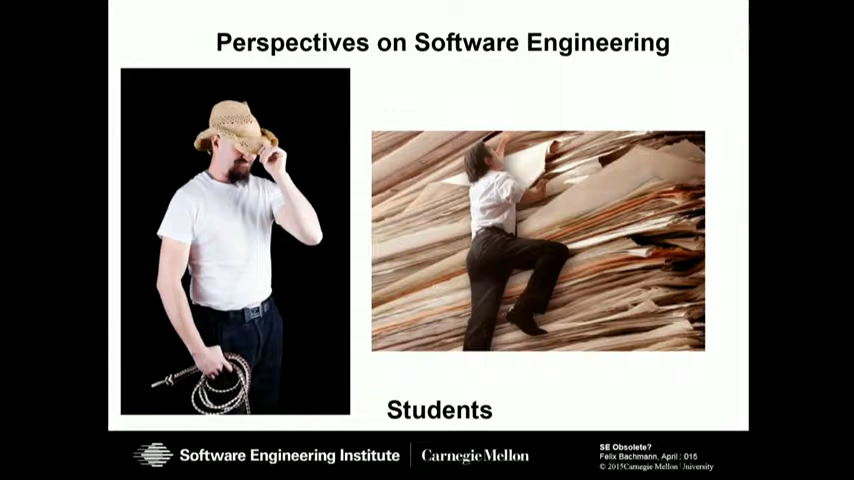 Perspectives on Software Engineering
Students
Software Engineering Institute
Carnegie Mellon
SE Obsolete?
Felix Bachmann, April
© 2015 Carnegie Mellon University